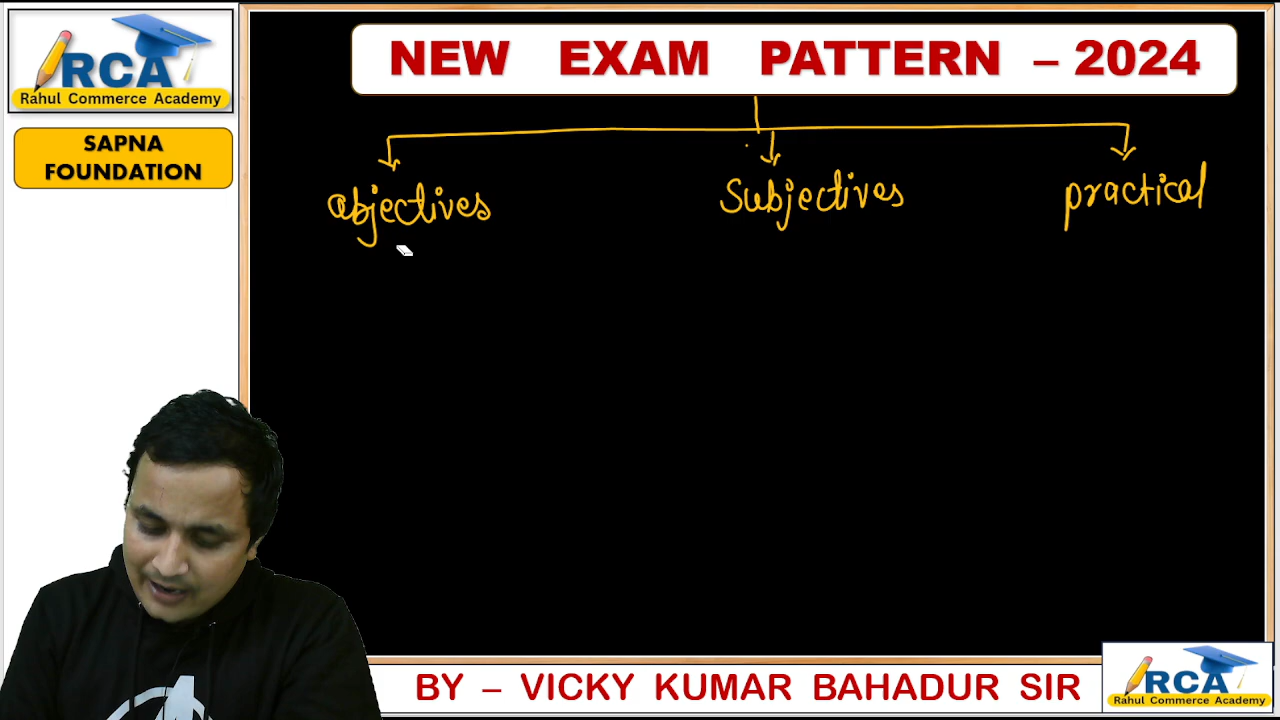 RCA
Rahul Commerce Academy
SAPNA
FOUNDATION
NEW EXAM PATTERN – 2024
objectives
Subjectives
practical
BY – VICKY KUMAR BAHADUR SIR
RCA
Rahul Commerce Academy